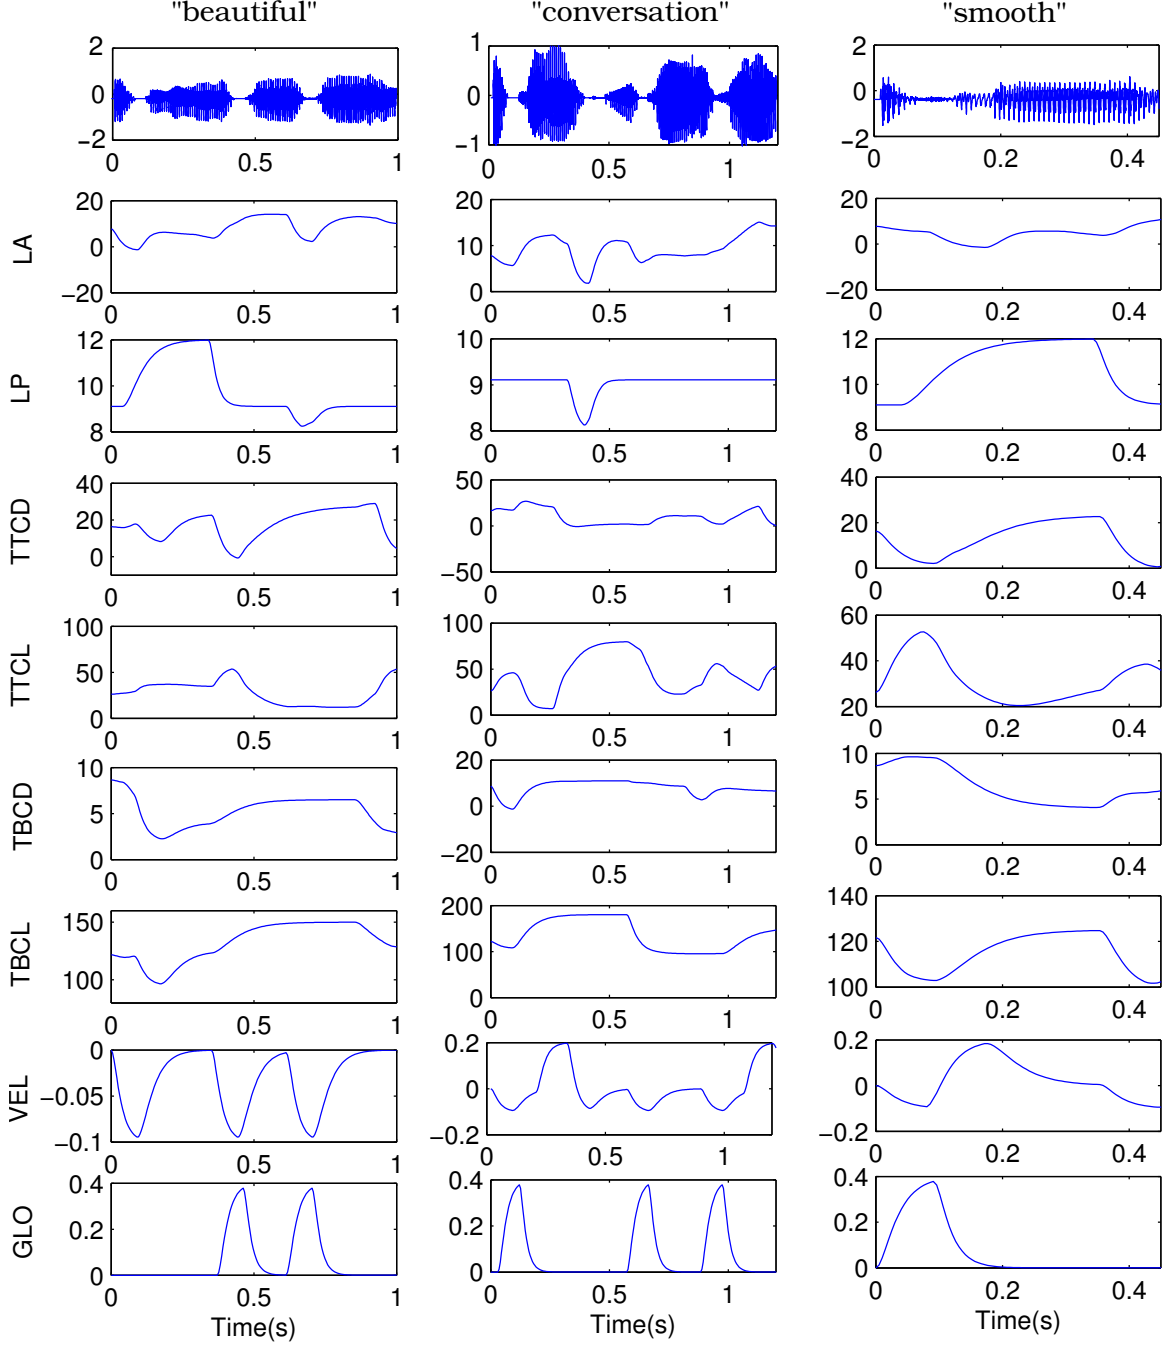 "beautiful" "conversation" "smooth"
2 1 2
0 0 0
−2 −1 −2
0 0.5 1 0 0.5 1 0 0.2 0.4
LA
20 20 20
0 10 0
−20 0 −20
0 0.5 1 0 0.5 1 0 0.2 0.4
LP
12 10 12
10 9 10
8 8 8
0 0.5 1 0 0.5 1 0 0.2 0.4
TTCD
40 50 40
20 0 20
0 −50 0
0 0.5 1 0 0.5 1 0 0.2 0.4
TTCL
100 100 60
50 50 40
0 0 20
0 0.5 1 0 0.5 1 0 0.2 0.4
TBCD
10 20 10
5 0 5
0 −20 0
0 0.5 1 0 0.5 1 0 0.2 0.4
TBCL
150 200 140
100 100 120
0 100
0 0.5 1 0 0.5 1 0 0.2 0.4
VEL
0 0.2 0.2
−0.05 0 0
−0.1 −0.2 −0.2
0 0.5 1 0 0.5 1 0 0.2 0.4
GLO
0.4 0.4 0.4
0.2 0.2 0.2
0 0 0
0 0.5 1 0 0.5 1 0 0.2 0.4
Time(s) Time(s) Time(s)